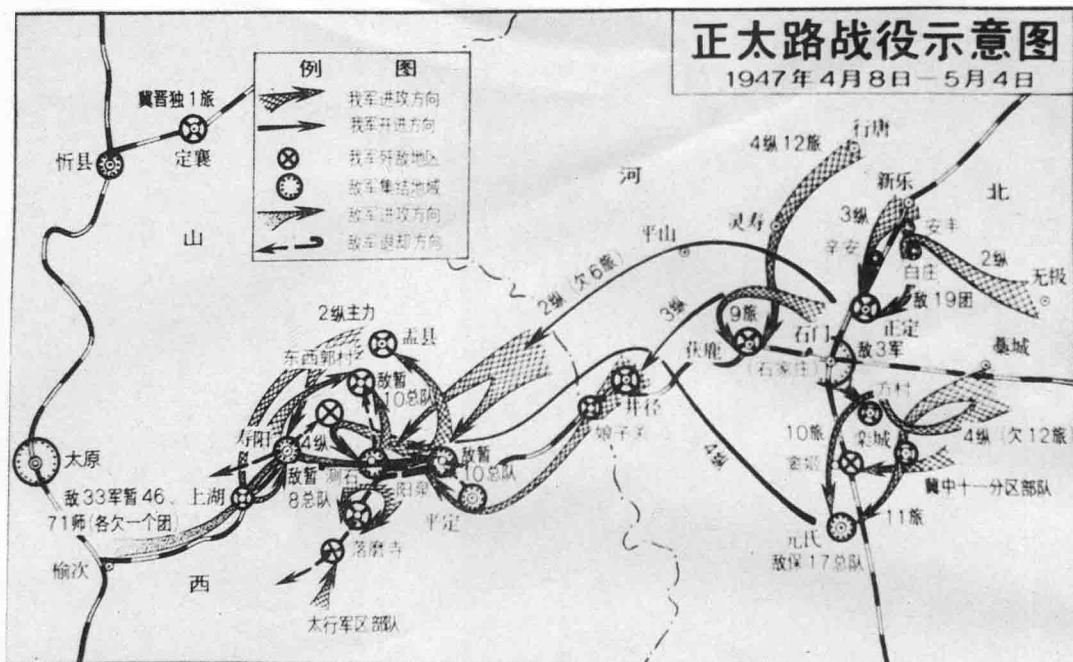 正太路战役示意图
1947年4月8日—5月4日
例 图
我军进攻方向
我军开进方向
我军歼敌地区
敌军集结地域
敌军进攻方向
敌军退却方向
冀晋独1旅
定襄
忻县
山
河
北
行唐
4纵12旅
新乐
3纵
安丰
辛安
白庄
2纵
无极
灵寿
平山
2纵(欠6旅)
敌19团
正定
3纵
9旅
石门
敌3军
藁城
2纵主力
盂县
东西郭村
敌暂
10总队
获鹿
(石家庄)
方村
井径
娘子关
10旅
栾城
4纵(欠12旅)
寿阳
4纵
太原
敌暂
8总队
测石
阳泉
敌暂
10总队
4纵
窦妪
冀中十一分区部队
敌33军暂46、
71师(各欠一个团)
上湖
平定
11旅
元氏
敌保17总队
落磨寺
榆次
西
太行军区部队